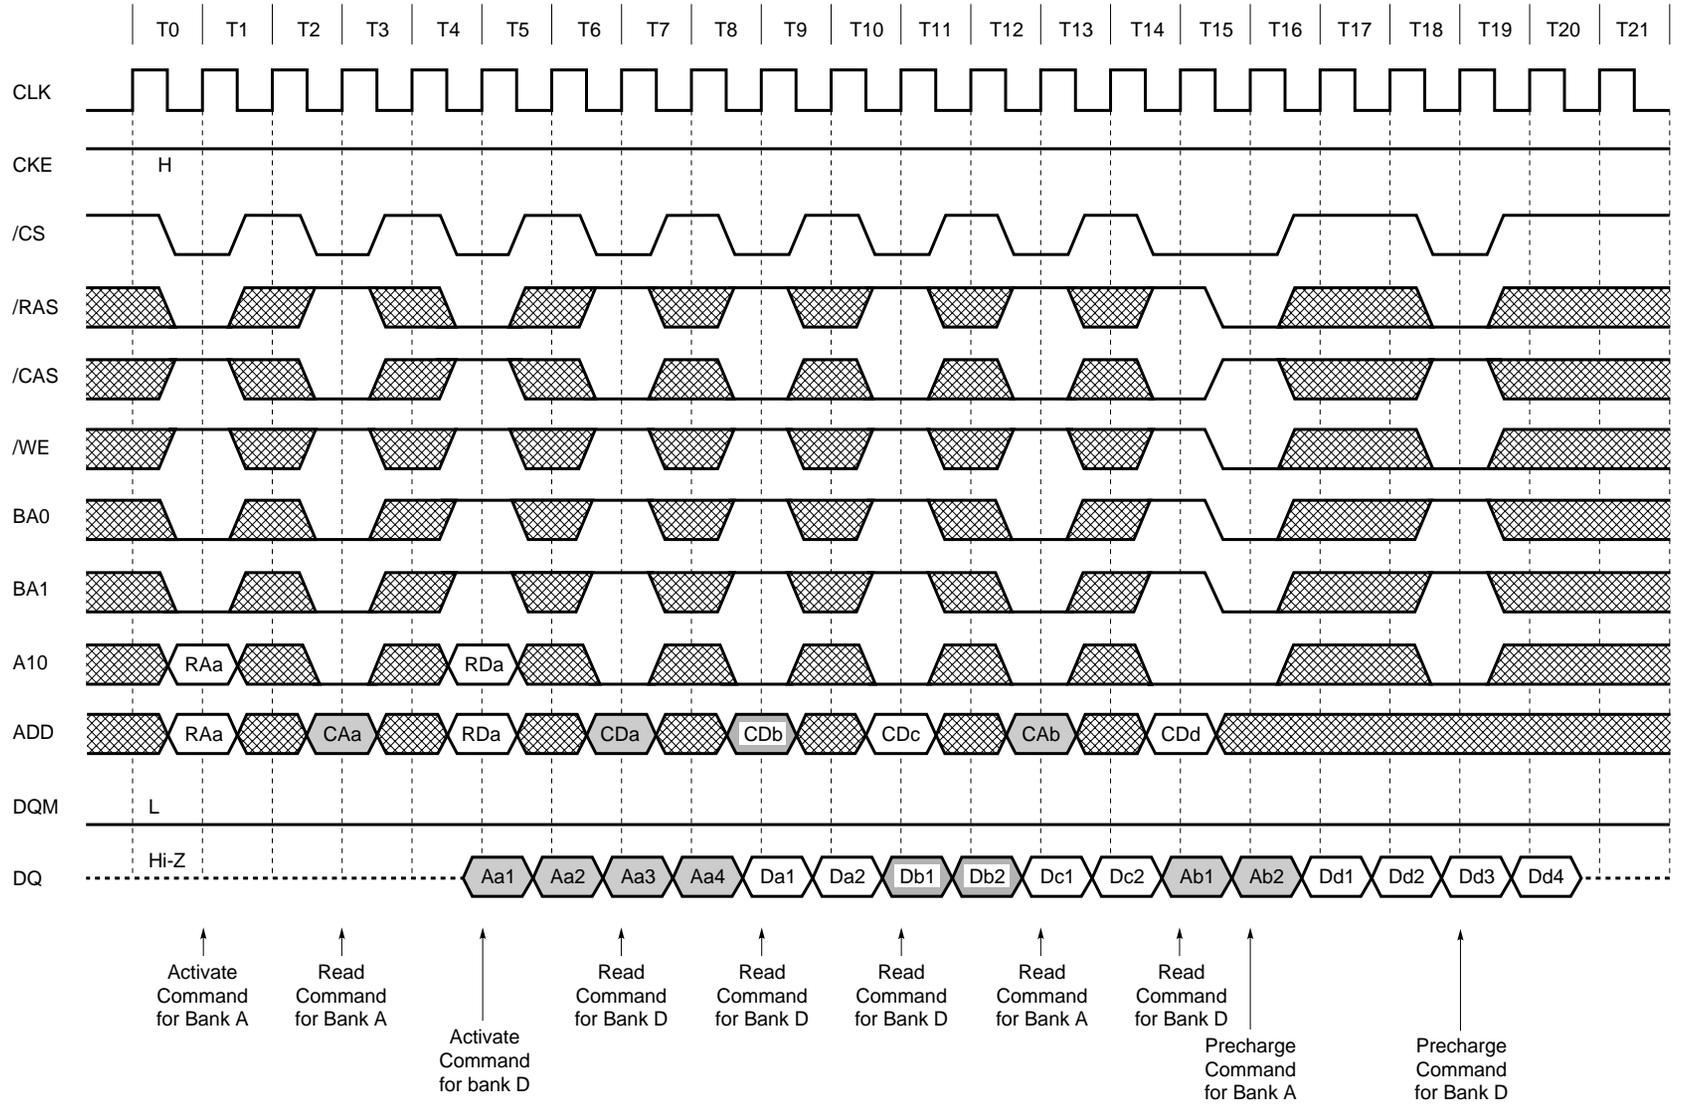 T0 T1 T2 T3 T4 T5 T6 T7 T8 T9 T10 T11 T12 T13 T14 T15 T16 T17 T18 T19 T20 T21
CLK
CKE H
/CS
/RAS
/CAS
/WE
BA0
BA1
A10 RAa RDa
ADD RAa CAa RDa CDa CDb CDc CAb CDd
DQM L
Hi-Z
DQ Aa1 Aa2 Aa3 Aa4 Da1 Da2 Db1 Db2 Dc1 Dc2 Ab1 Ab2 Dd1 Dd2 Dd3 Dd4
Activate
Command
for Bank A
Read
Command
for Bank A
Activate
Command
for bank D
Read
Command
for Bank D
Read
Command
for Bank D
Read
Command
for Bank D
Read
Command
for Bank A
Read
Command
for Bank D
Precharge
Command
for Bank A
Precharge
Command
for Bank D